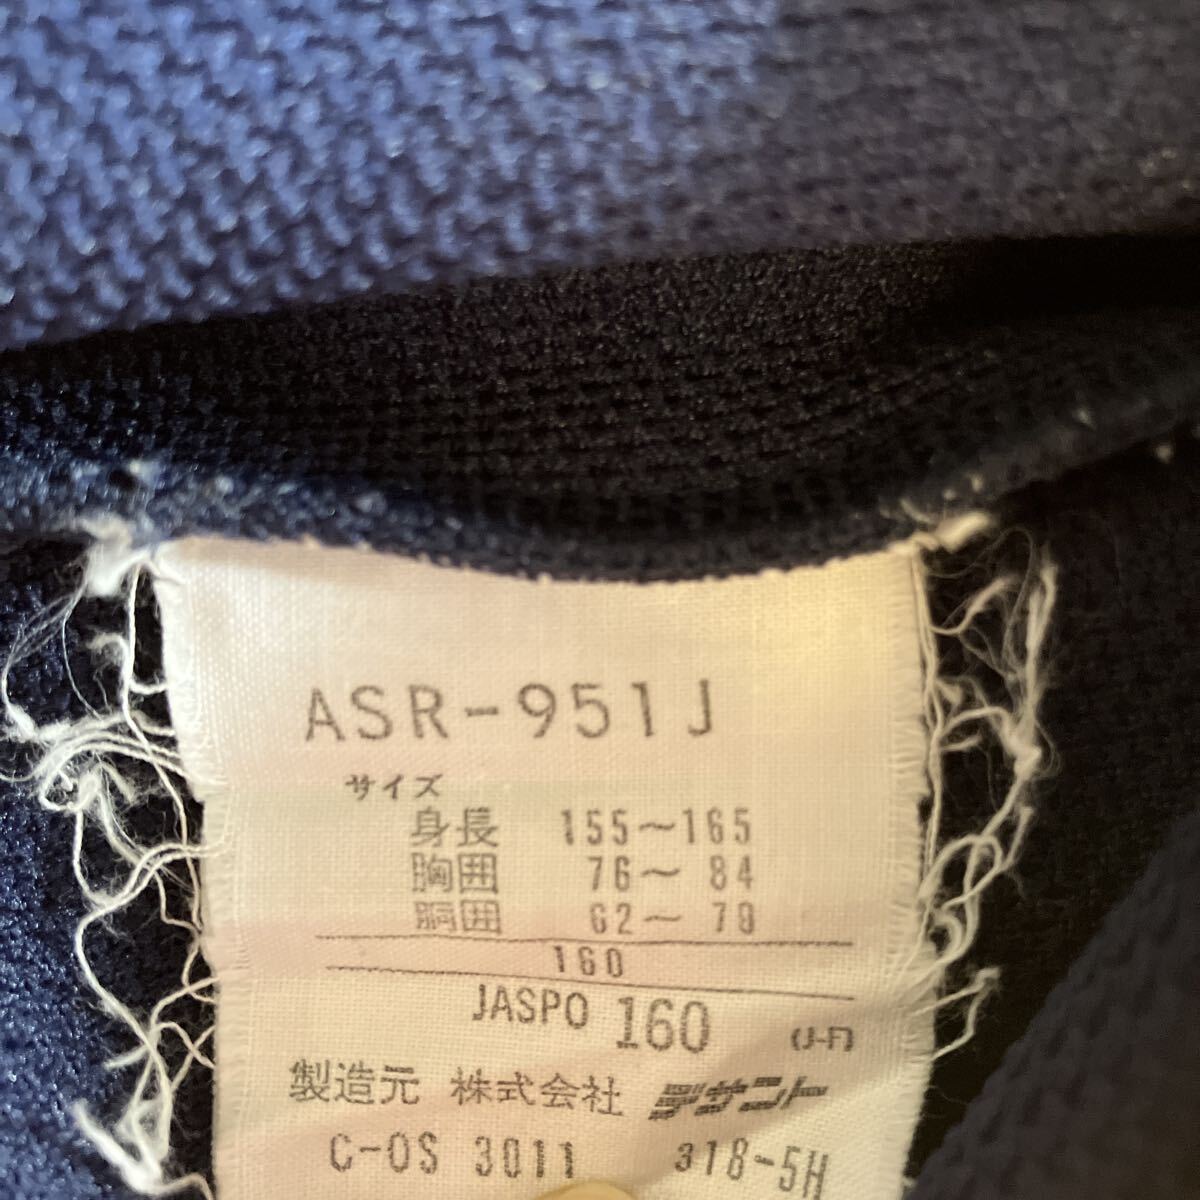 ASR-951J
サイズ
身長 155～165
胸囲 76～ 84
胴囲 62～ 70
160
JASPO 160 (J-F)
製造元 株式会社 デサント
C-OS 3011 318-5H